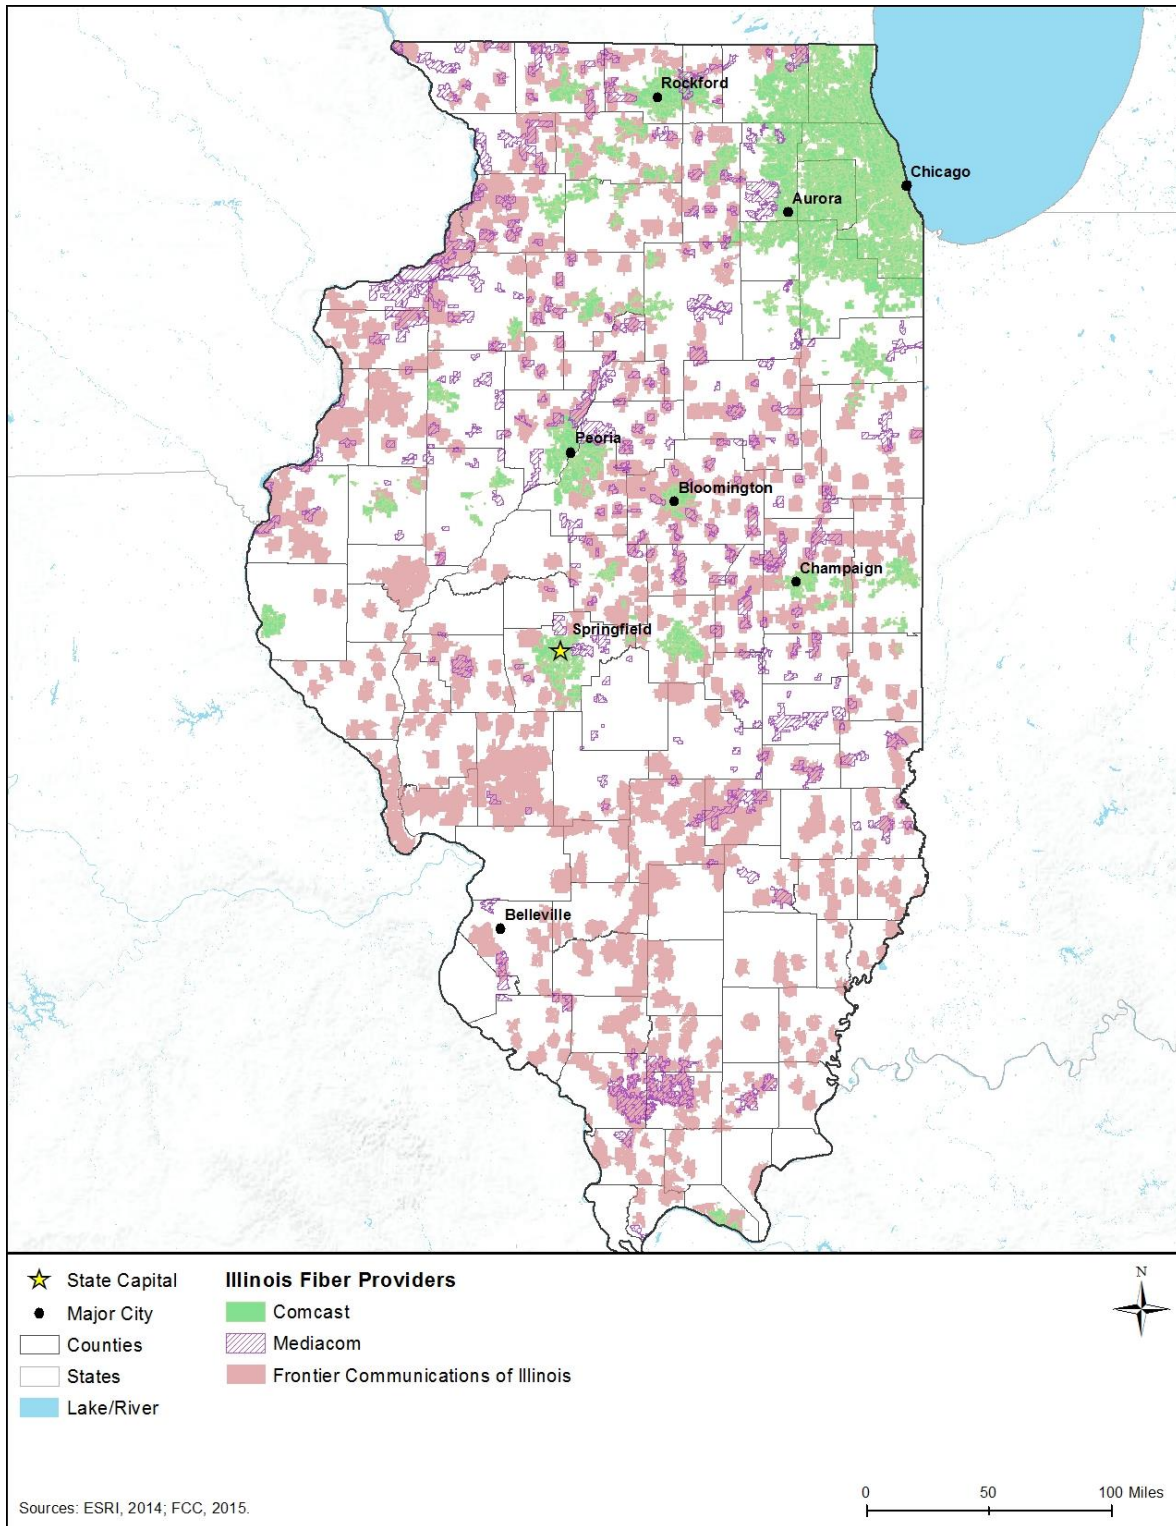 Rockford
Chicago
Aurora
Peoria
Bloomington
Champaign
Springfield
Belleville
State Capital
Major City
Counties
States
Lake/River
Illinois Fiber Providers
Comcast
Mediacom
Frontier Communications of Illinois
N
Sources: ESRI, 2014; FCC, 2015.
0 50 100 Miles